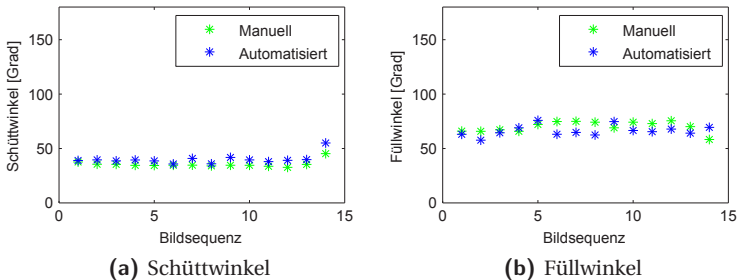 Schüttwinkel [Grad]
150
100
50
0
Manuell
Automatisiert
0 5 10 15
Bildsequenz
(a) Schüttwinkel
Füllwinkel [Grad]
150
100
50
0
Manuell
Automatisiert
0 5 10 15
Bildsequenz
(b) Füllwinkel